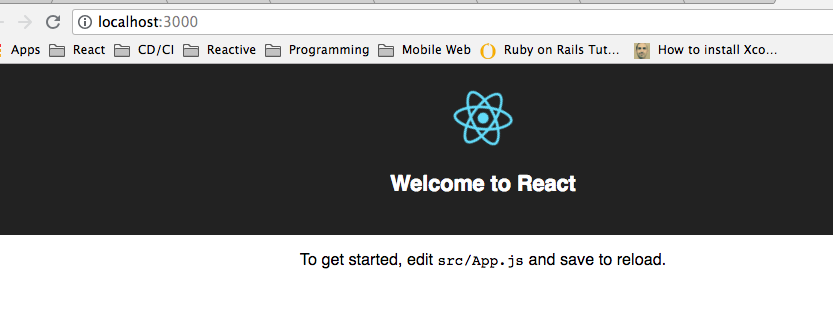 localhost:3000
Apps React CD/CI Reactive Programming Mobile Web Ruby on Rails Tut... How to install Xco...
Welcome to React
To get started, edit src/App.js and save to reload.